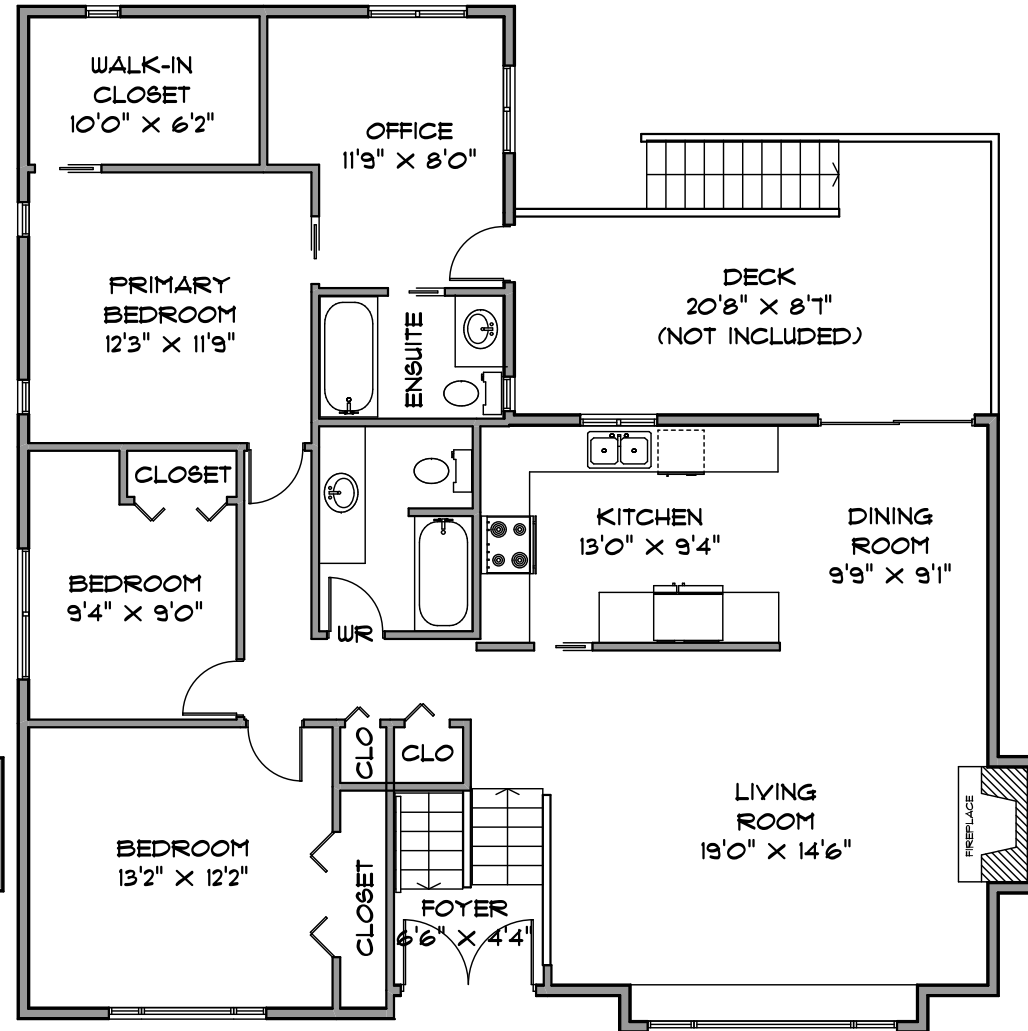 WALK-IN
CLOSET
10'0" X 6'2"
OFFICE
11'9" X 8'0"
PRIMARY
BEDROOM
12'3" X 11'9"
ENSUITE
DECK
20'8" X 8'7"
(NOT INCLUDED)
CLOSET
BEDROOM
9'4" X 9'0"
WR
KITCHEN
13'0" X 9'4"
DINING
ROOM
9'9" X 9'1"
CLO
CLO
BEDROOM
13'2" X 12'2"
CLOSET
FOYER
6'6" X 4'4"
LIVING
ROOM
19'0" X 14'6"
FIREPLACE